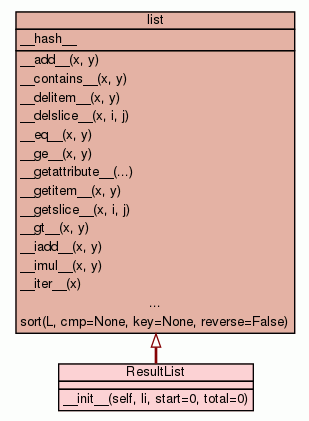 list
__hash__
__add__(x, y)
__contains__(x, y)
__delitem__(x, y)
__delslice__(x, i, j)
__eq__(x, y)
__ge__(x, y)
__getattribute__(...)
__getitem__(x, y)
__getslice__(x, i, j)
__gt__(x, y)
__iadd__(x, y)
__imul__(x, y)
__iter__(x)
...
sort(L, cmp=None, key=None, reverse=False)
ResultList
__init__(self, li, start=0, total=0)